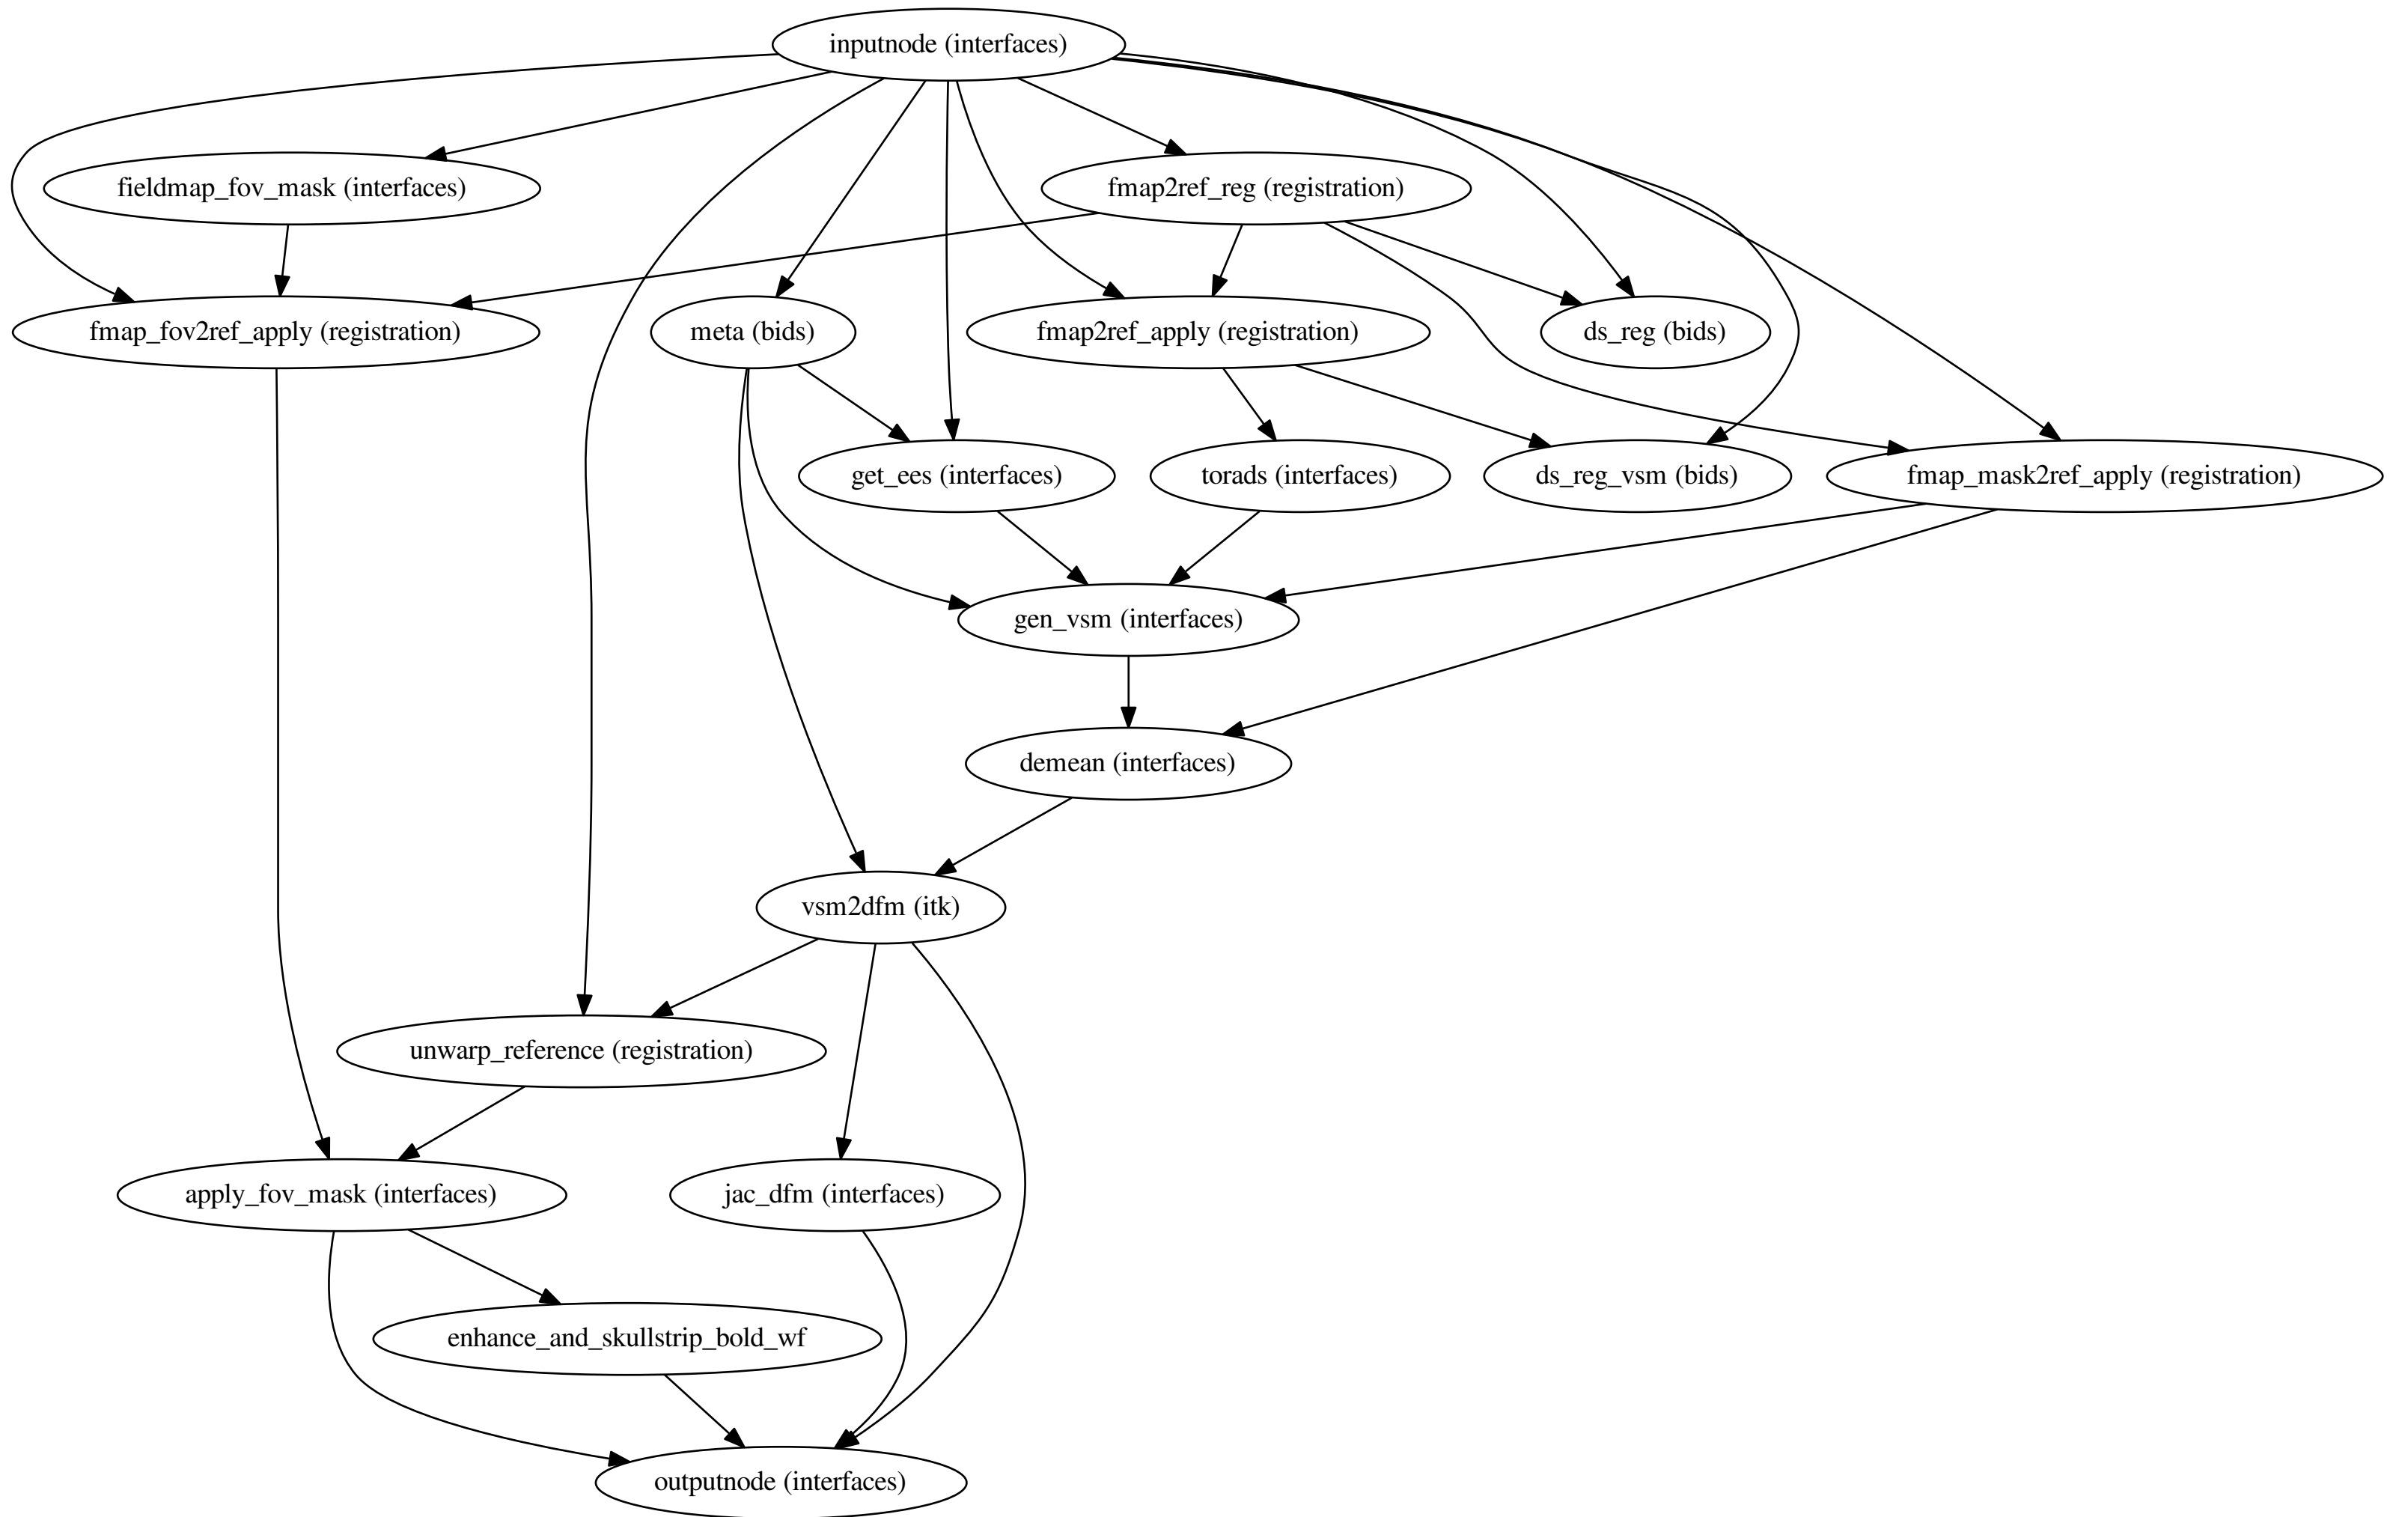 inputnode (interfaces)
fieldmap_fov_mask (interfaces)
fmap2ref_reg (registration)
fmap_fov2ref_apply (registration)
meta (bids)
fmap2ref_apply (registration)
ds_reg (bids)
get_ees (interfaces)
torads (interfaces)
ds_reg_vsm (bids)
fmap_mask2ref_apply (registration)
gen_vsm (interfaces)
demean (interfaces)
vsm2dfm (itk)
unwarp_reference (registration)
apply_fov_mask (interfaces)
jac_dfm (interfaces)
enhance_and_skullstrip_bold_wf
outputnode (interfaces)